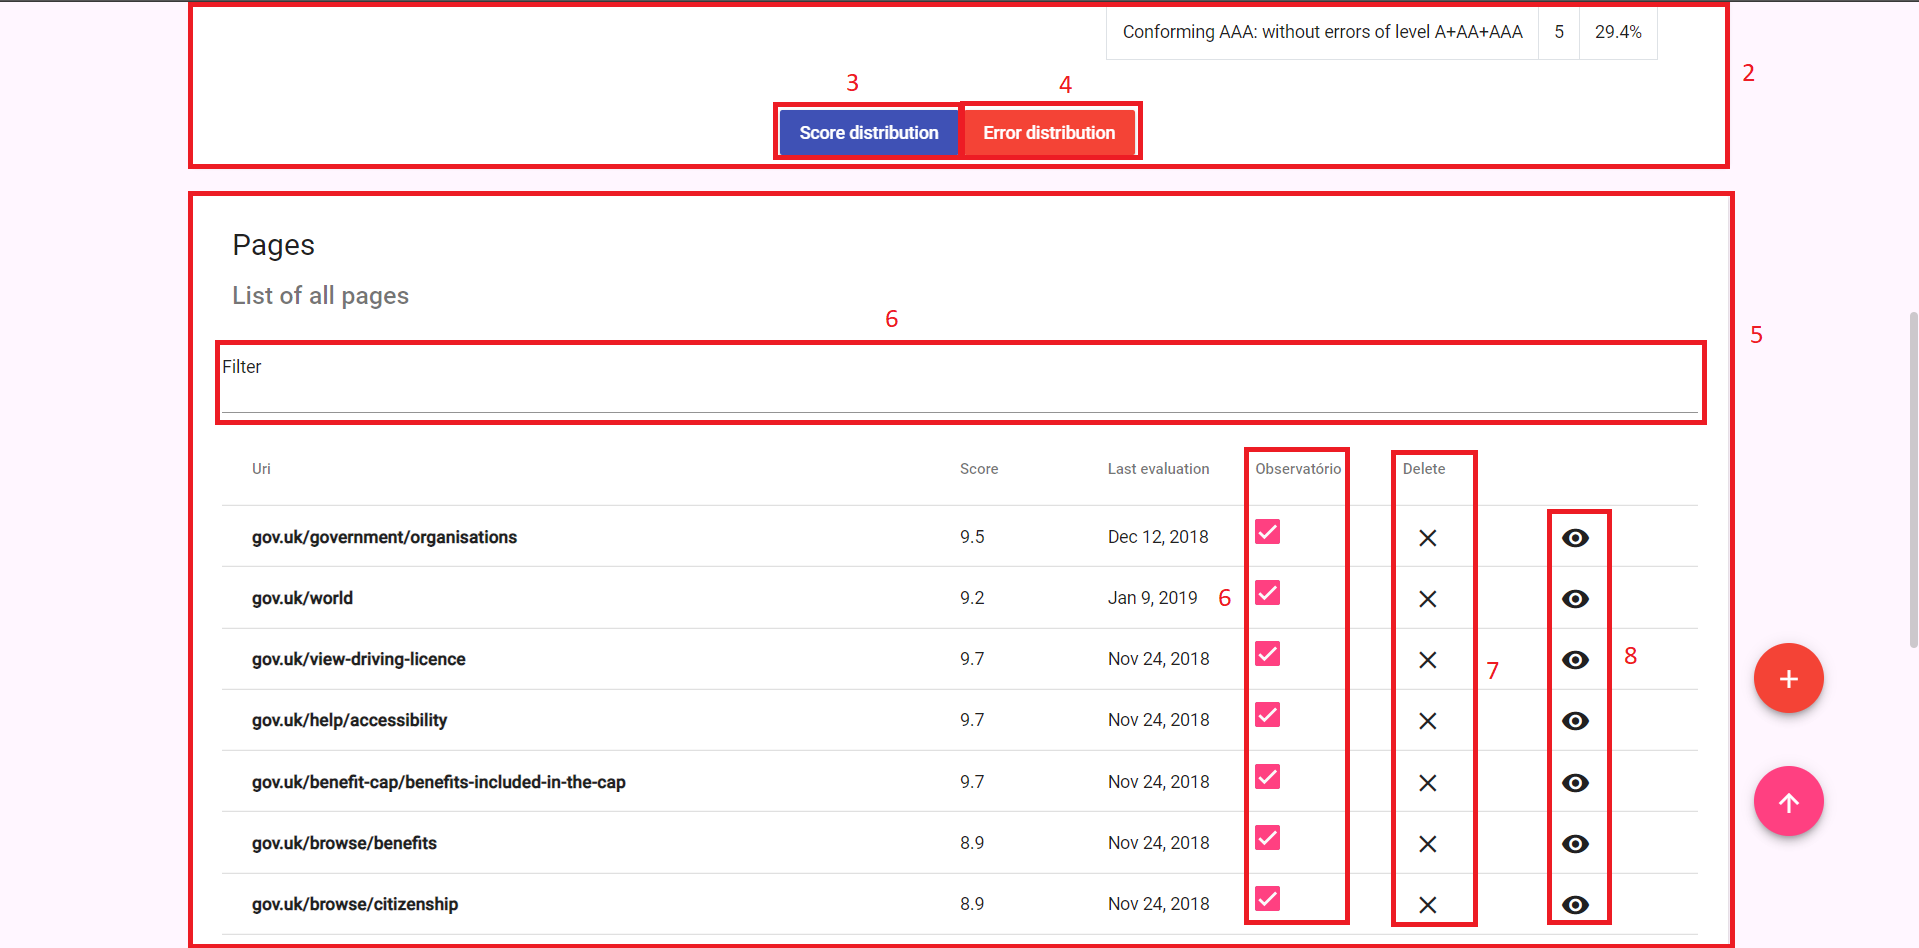 Conforming AAA: without errors of level A+AA+AAA 5 29.4%
2
3 4
Score distribution Error distribution
Pages
List of all pages
6
5
Filter
Uri Score Last evaluation Observatório Delete
gov.uk/government/organisations 9.5 Dec 12, 2018
gov.uk/world 9.2 Jan 9, 2019 6
gov.uk/view-driving-licence 9.7 Nov 24, 2018 8
7
gov.uk/help/accessibility 9.7 Nov 24, 2018
gov.uk/benefit-cap/benefits-included-in-the-cap 9.7 Nov 24, 2018
gov.uk/browse/benefits 8.9 Nov 24, 2018
gov.uk/browse/citizenship 8.9 Nov 24, 2018